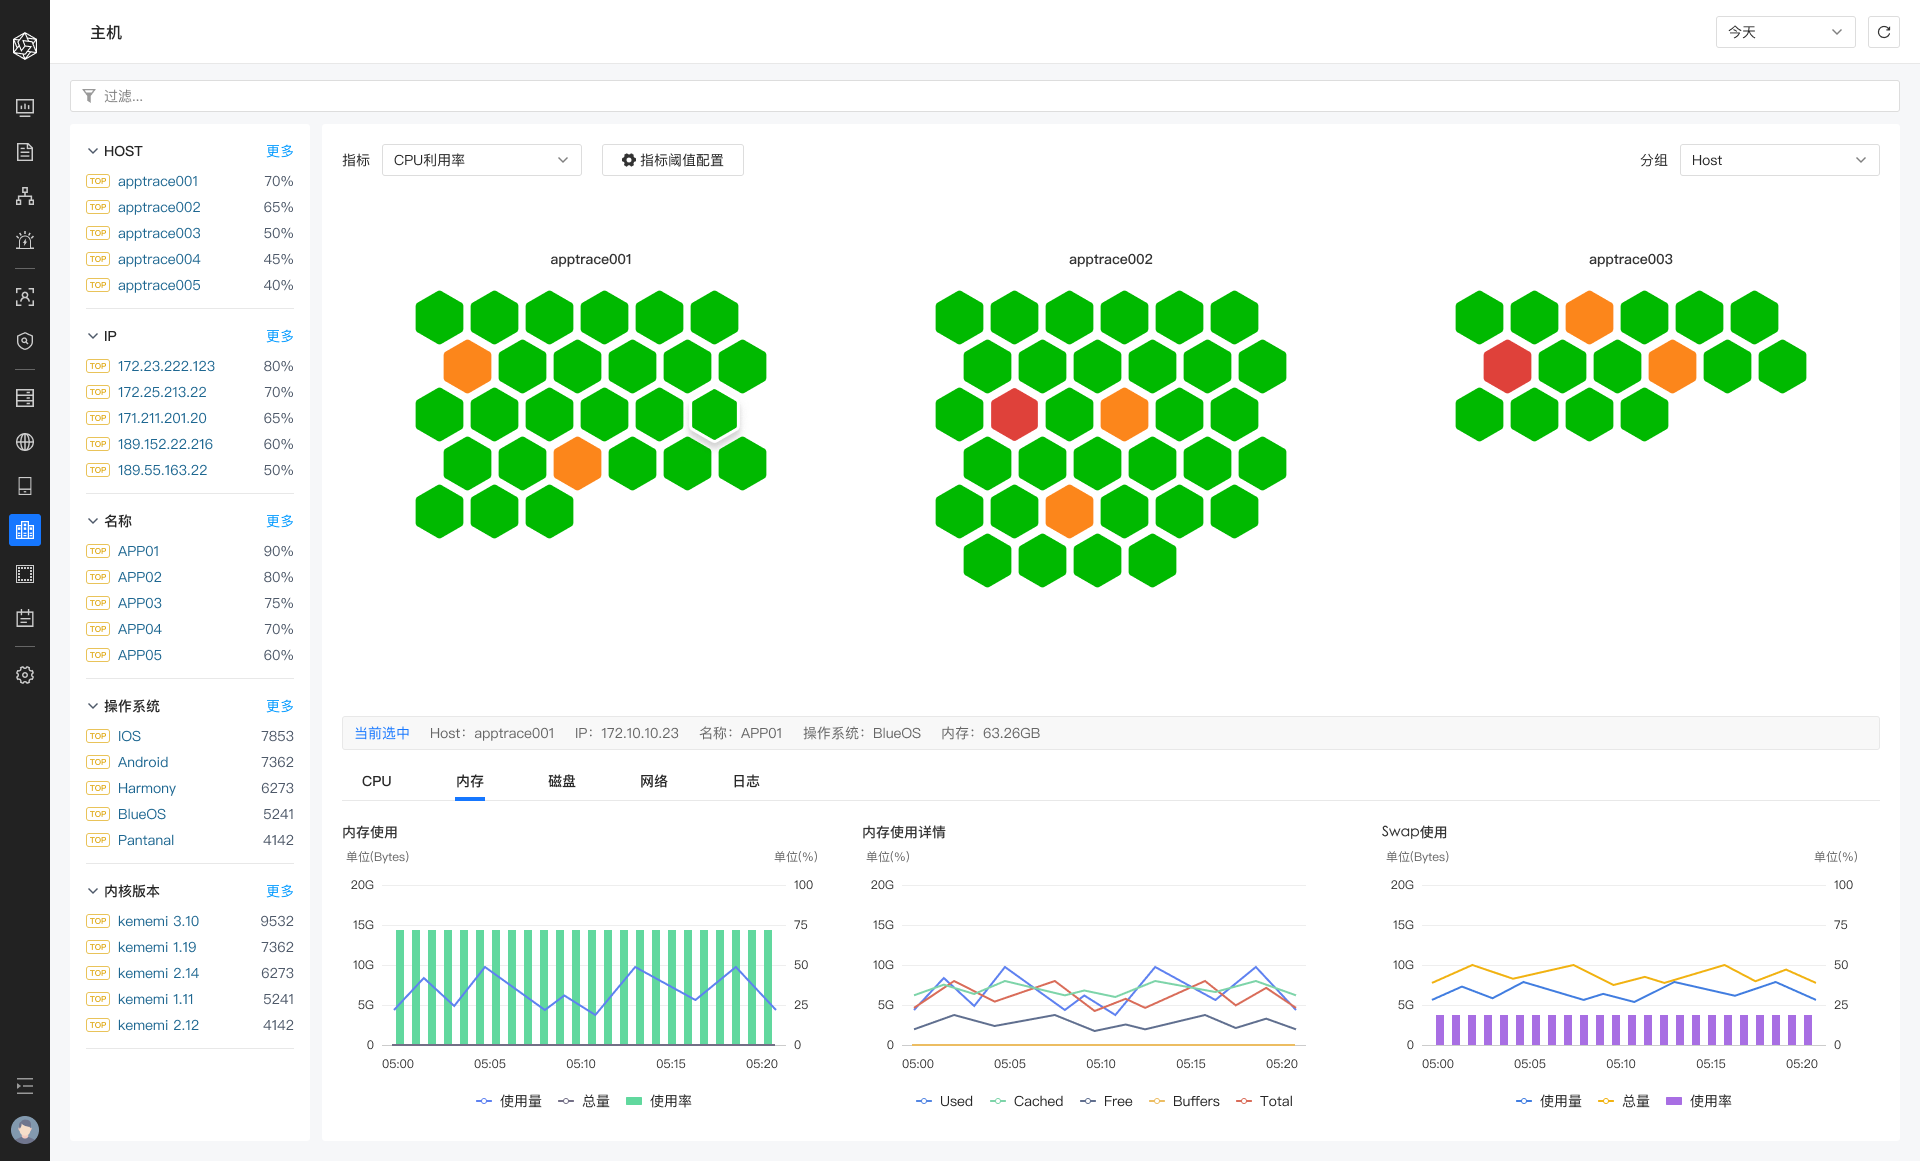 主机
今天
过滤...
HOST 更多
TOP apptrace001 70%
TOP apptrace002 65%
TOP apptrace003 50%
TOP apptrace004 45%
TOP apptrace005 40%
IP 更多
TOP 172.23.222.123 80%
TOP 172.25.213.22 70%
TOP 171.211.201.20 65%
TOP 189.152.22.216 60%
TOP 189.55.163.22 50%
名称 更多
TOP APP01 90%
TOP APP02 80%
TOP APP03 75%
TOP APP04 70%
TOP APP05 60%
操作系统 更多
TOP IOS 7853
TOP Android 7362
TOP Harmony 6273
TOP BlueOS 5241
TOP Pantanal 4142
内核版本 更多
TOP kememi 3.10 9532
TOP kememi 1.19 7362
TOP kememi 2.14 6273
TOP kememi 1.11 5241
TOP kememi 2.12 4142
指标 CPU利用率 指标阈值配置 分组 Host
apptrace001 apptrace002 apptrace003
当前选中 Host：apptrace001 IP：172.10.10.23 名称：APP01 操作系统：BlueOS 内存：63.26GB
CPU 内存 磁盘 网络 日志
内存使用
单位(Bytes) 单位(%)
20G 100
15G 75
10G 50
5G 25
0 0
05:00 05:05 05:10 05:15 05:20
使用量 总量 使用率
内存使用详情
单位(%)
20G
15G
10G
5G
0
05:00 05:05 05:10 05:15 05:20
Used Cached Free Buffers Total
Swap使用
单位(Bytes) 单位(%)
20G 100
15G 75
10G 50
5G 25
0 0
05:00 05:05 05:10 05:15 05:20
使用量 总量 使用率